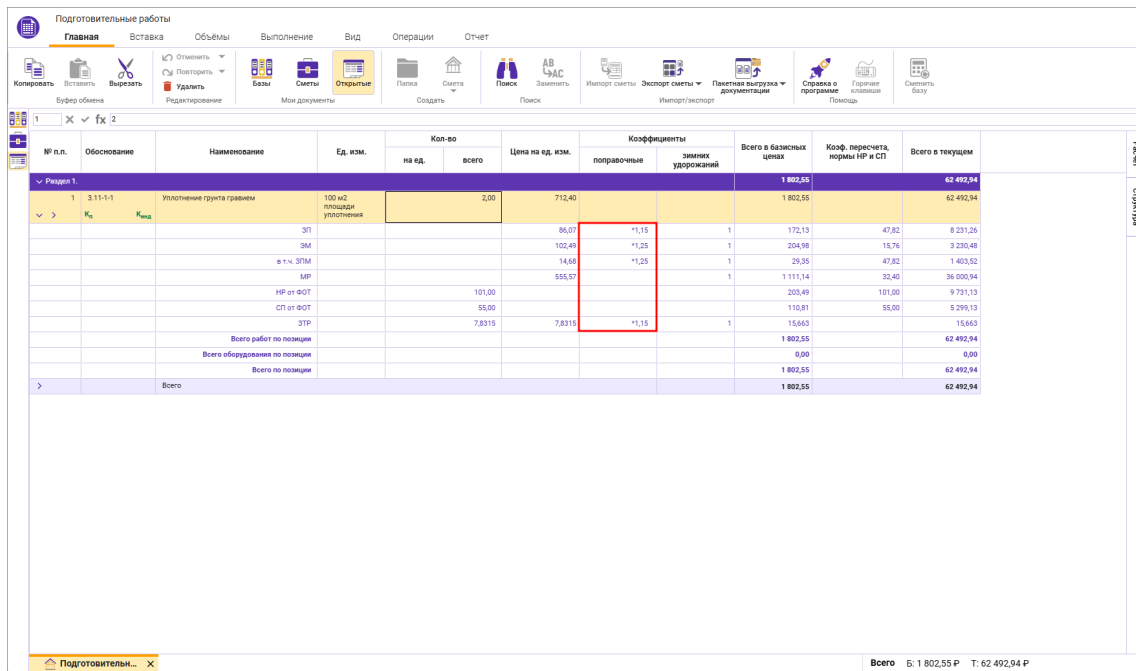 Подготовительные работы
Главная Вставка Объёмы Выполнение Вид Операции Отчет
Копировать Вставить Вырезать Отменить Повторить Удалить Базы Сметы Открытые Папка Смета Поиск АВ АС Заменить Импорт сметы Экспорт сметы Пакетная выгрузка документации Справка о программе Горячие клавиши Сменить базу
Буфер обмена Редактирование Мои документы Создать Поиск Импорт/экспорт Помощь
1 fx 2
№ п.п. Обоснование Наименование Ед. изм. Кол-во на ед. всего Цена на ед. изм. Коэффициенты поправочные зимних удорожаний Всего в базисных ценах Коэф. пересчета, нормы НР и СП Всего в текущем
Раздел 1. 1 802,55 62 492,94
1 3.11-1-1 Уплотнение грунта гравием 100 м2 площади уплотнения 2,00 712,40 1 802,55 62 492,94
Кп Кинд
ЗП 86,07 *1,15 1 172,13 47,82 8 231,26
ЭМ 102,49 *1,25 1 204,98 15,76 3 230,48
в т.ч. ЗПМ 14,68 *1,25 1 29,35 47,82 1 403,52
МР 555,57 1 1 111,14 32,40 36 000,94
НР от ФОТ 101,00 203,49 101,00 9 731,13
СП от ФОТ 55,00 110,81 55,00 5 299,13
ЗТР 7,8315 7,8315 *1,15 1 15,663 15,663
Всего работ по позиции 1 802,55 62 492,94
Всего оборудования по позиции 0,00 0,00
Всего по позиции 1 802,55 62 492,94
Всего 1 802,55 62 492,94
Структура
Подготовительн... X
Всего Б: 1 802,55 ₽ Т: 62 492,94 ₽